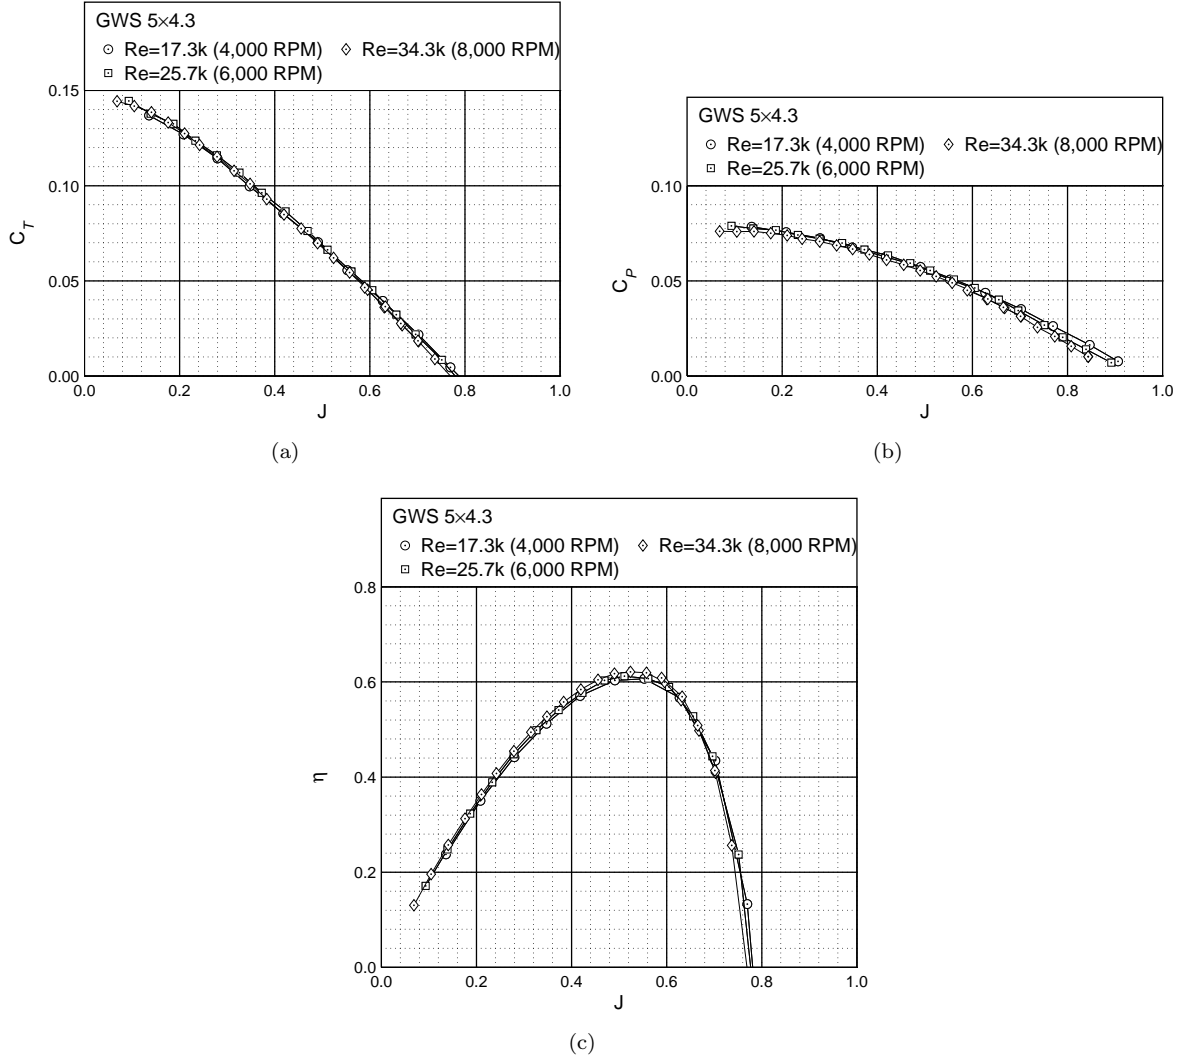 GWS 5×4.3
Re=17.3k (4,000 RPM) Re=34.3k (8,000 RPM)
Re=25.7k (6,000 RPM)
0.15
0.10
0.05
0.00
C_T
0.0 0.2 0.4 0.6 0.8 1.0
J
(a)
GWS 5×4.3
Re=17.3k (4,000 RPM) Re=34.3k (8,000 RPM)
Re=25.7k (6,000 RPM)
0.10
0.05
0.00
C_P
0.0 0.2 0.4 0.6 0.8 1.0
J
(b)
GWS 5×4.3
Re=17.3k (4,000 RPM) Re=34.3k (8,000 RPM)
Re=25.7k (6,000 RPM)
0.8
0.6
0.4
0.2
0.0
η
0.0 0.2 0.4 0.6 0.8 1.0
J
(c)